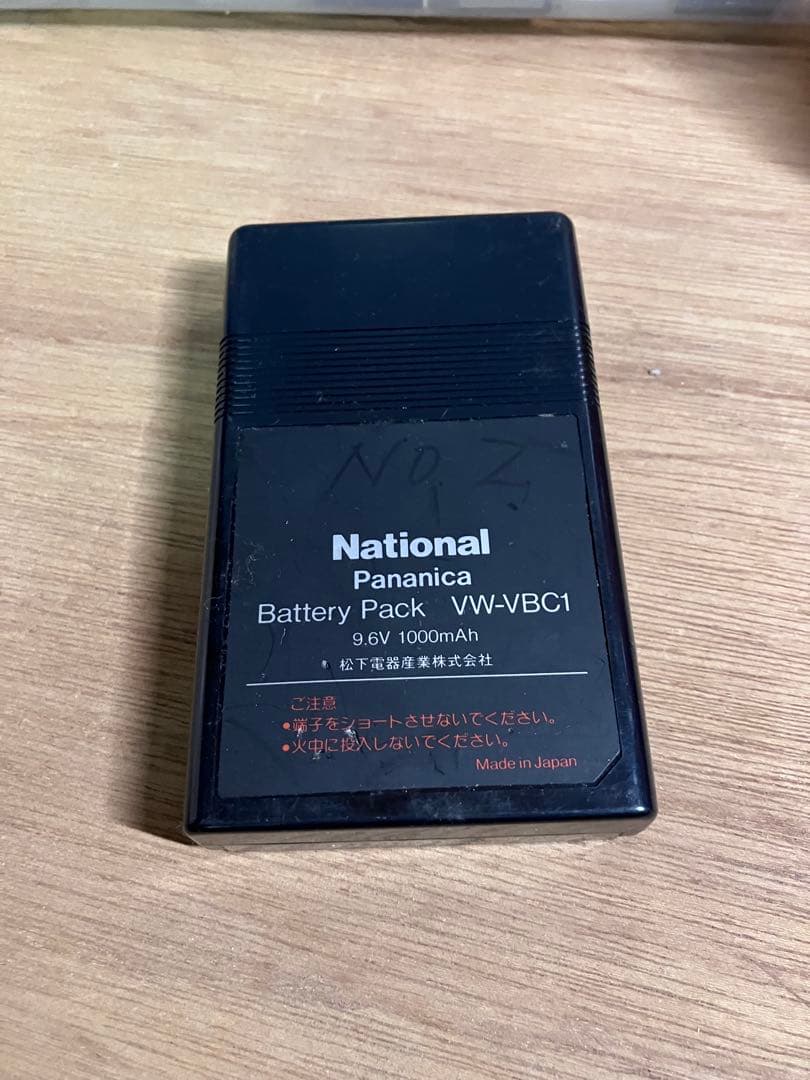 NO. 2
National
Pananica
Battery Pack VW-VBC1
9.6V 1000mAh
松下電器産業株式会社
ご注意
●端子をショートさせないでください。
●火中に投入しないでください。
Made in Japan